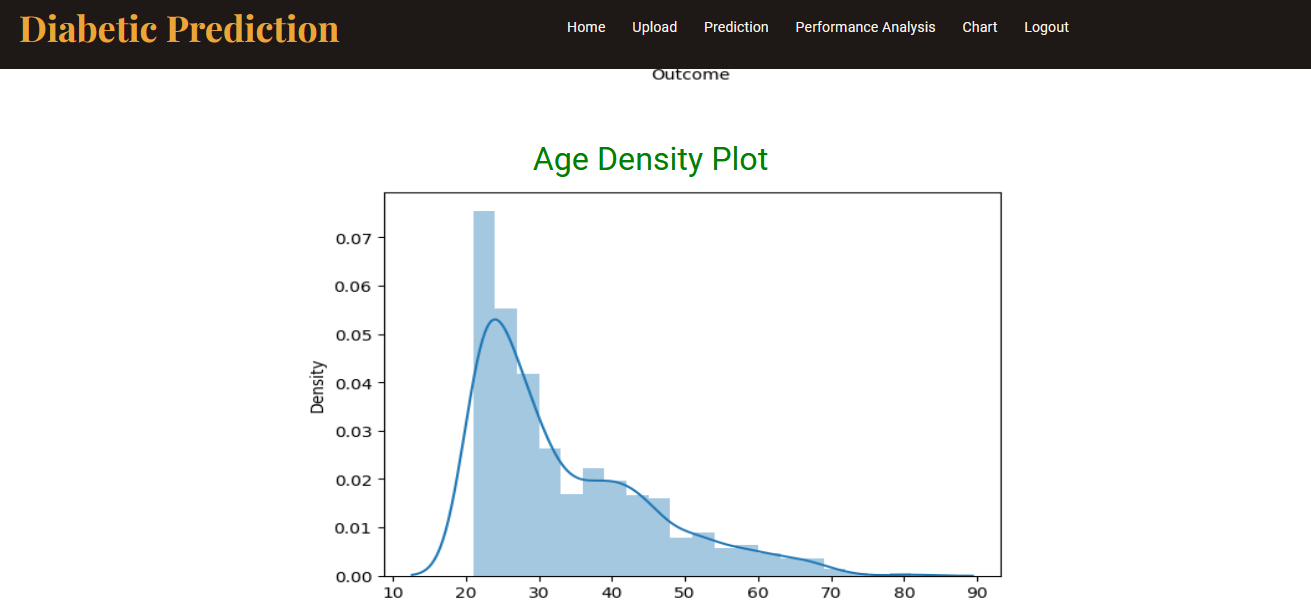 Diabetic Prediction
Home Upload Prediction Performance Analysis Chart Logout
Outcome
Age Density Plot
0.07
0.06
0.05
0.04
0.03
0.02
0.01
0.00
Density
10 20 30 40 50 60 70 80 90